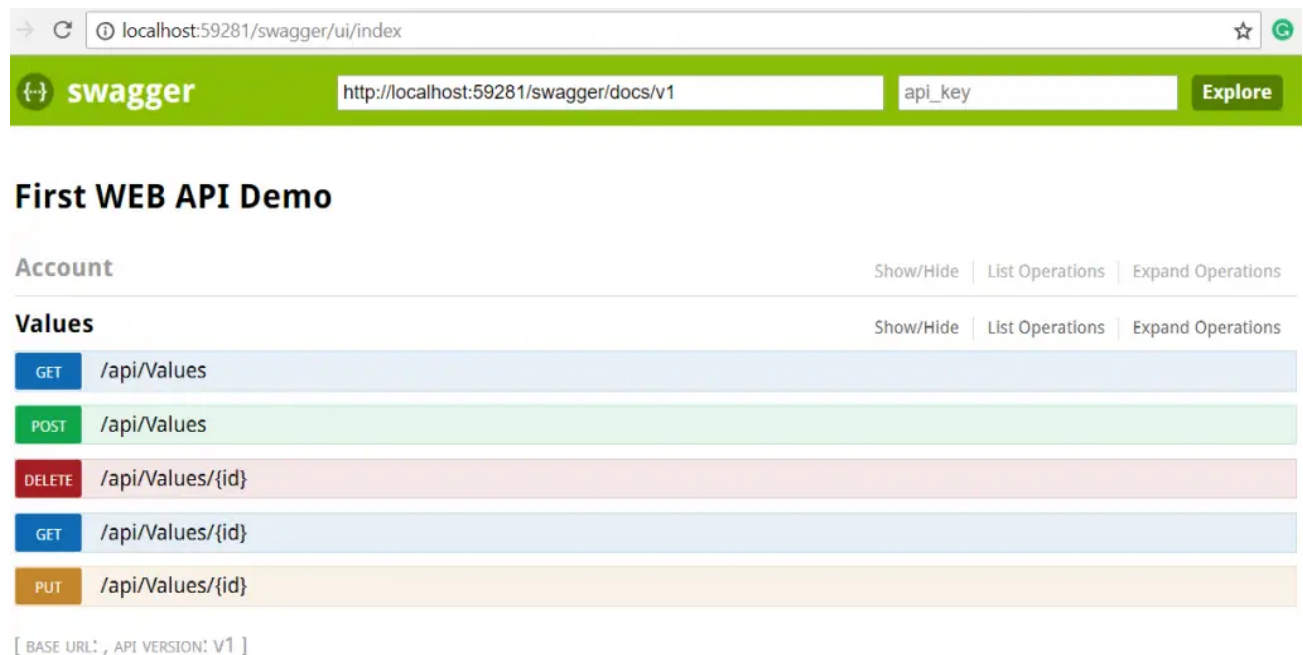 localhost:59281/swagger/ui/index
{··} swagger http://localhost:59281/swagger/docs/v1 api_key Explore
First WEB API Demo
Account Show/Hide List Operations Expand Operations
Values Show/Hide List Operations Expand Operations
GET /api/Values
POST /api/Values
DELETE /api/Values/{id}
GET /api/Values/{id}
PUT /api/Values/{id}
[ BASE URL: , API VERSION: V1 ]